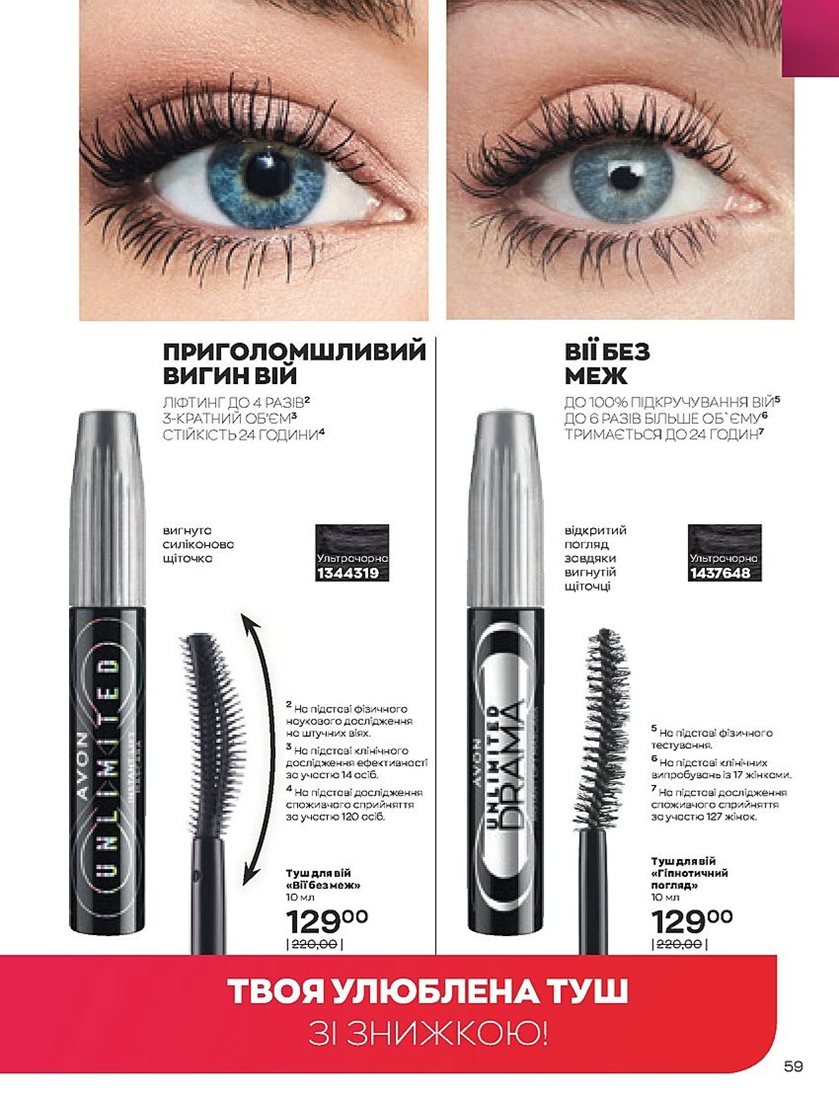 ПРИГОЛОМШЛИВИЙ
ВИГИН ВІЙ
ЛІФТИНГ ДО 4 РАЗІВ²
3-КРАТНИЙ ОБ'ЄМ³
СТІЙКІСТЬ 24 ГОДИНИ⁴
вигнута
силіконова
щіточка
Ультрачорна
1344319
AVON
UNLIMITED
INSTANT LIFT
² На підставі фізичного
наукового дослідження
на штучних віях.
³ На підставі клінічного
дослідження ефективності
за участю 14 осіб.
⁴ На підставі дослідження
споживчого сприйняття
за участю 120 осіб.
Туш для вій
«Вії без меж»
10 мл
129⁰⁰
|220,00|
ВІЇ БЕЗ
МЕЖ
ДО 100% ПІДКРУЧУВАННЯ ВІЙ⁵
ДО 6 РАЗІВ БІЛЬШЕ ОБ`ЄМУ⁶
ТРИМАЄТЬСЯ ДО 24 ГОДИН⁷
відкритий
погляд
завдяки
вигнутій
щіточці
Ультрачорна
1437648
AVON
UNLIMITED
DRAMA
⁵ На підставі фізичного
тестування.
⁶ На підставі клінічних
випробувань із 17 жінками.
⁷ На підставі дослідження
споживчого сприйняття
за участю 127 жінок.
Туш для вій
«Гіпнотичний
погляд»
10 мл
129⁰⁰
|220,00|
ТВОЯ УЛЮБЛЕНА ТУШ
ЗІ ЗНИЖКОЮ!
59